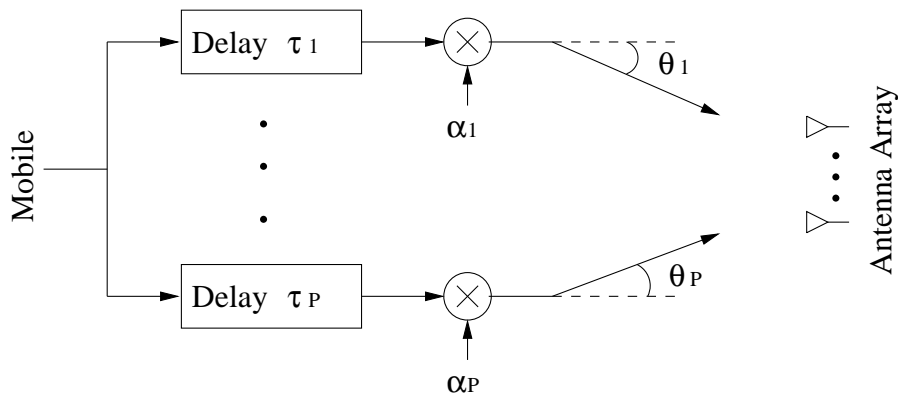 Mobile
Delay τ1
α1
θ1
Delay τP
αP
θP
Antenna Array